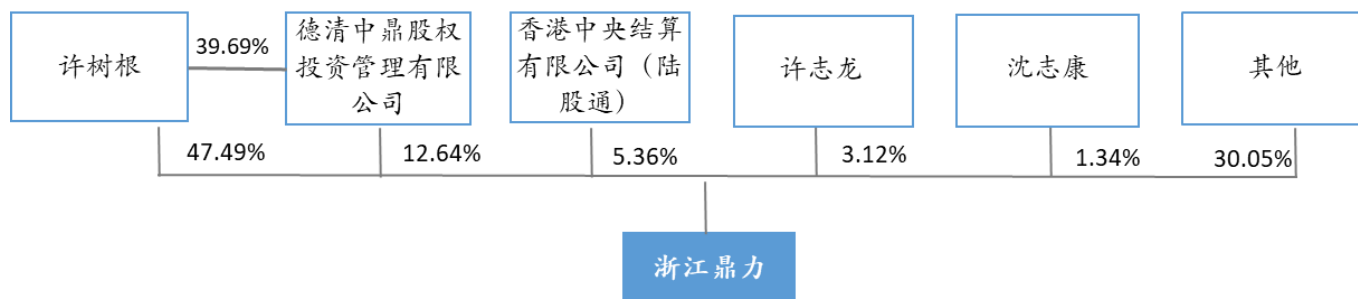 许树根
39.69%
德清中鼎股权
投资管理有限
公司
香港中央结算
有限公司（陆
股通）
许志龙
沈志康
其他
47.49%
12.64%
5.36%
3.12%
1.34%
30.05%
浙江鼎力